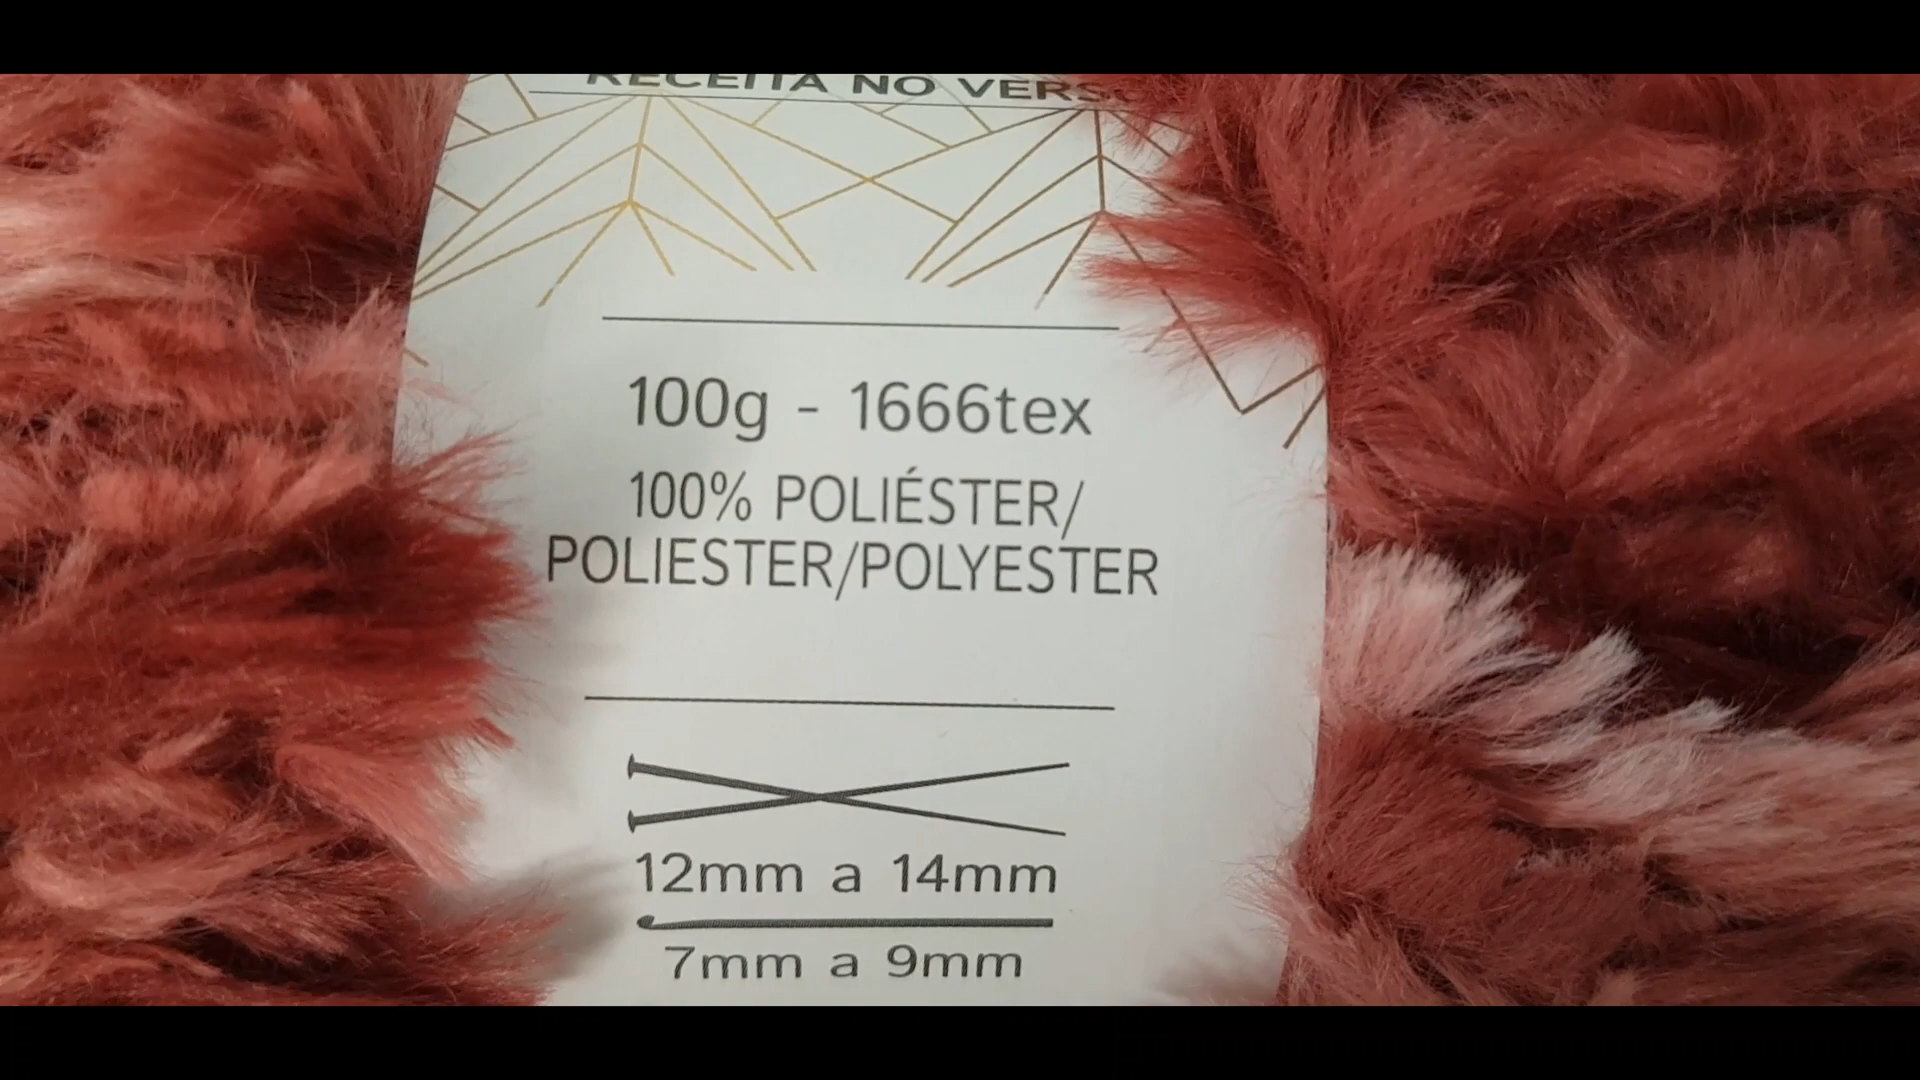 RECEITA NO VERSO
100g - 1666tex
100% POLIÉSTER/
POLIESTER/POLYESTER
12mm a 14mm
7mm a 9mm